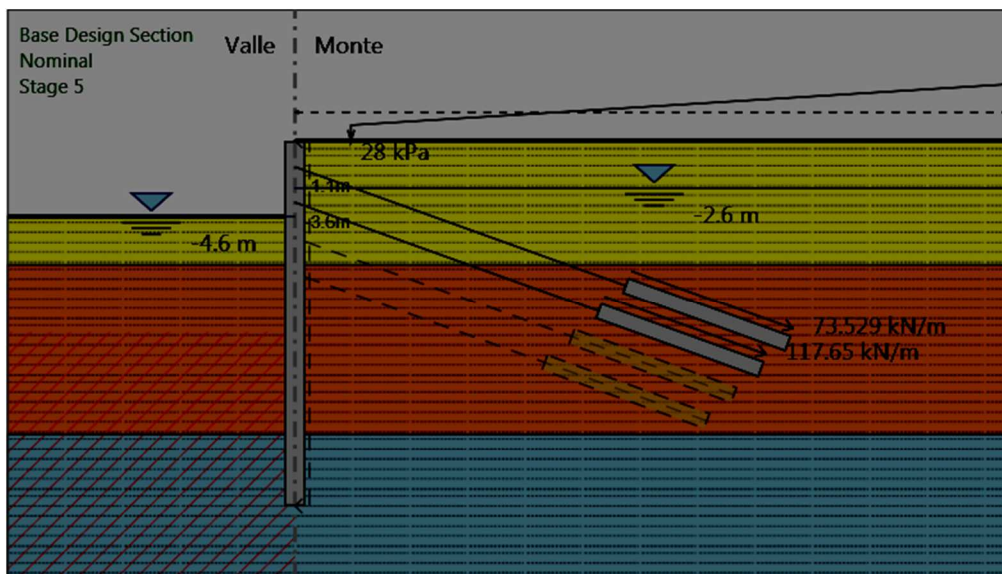 Base Design Section
Nominal
Stage 5
Valle
Monte
28 kPa
1.1m
3.6m
-2.6 m
-4.6 m
73.529 kN/m
117.65 kN/m